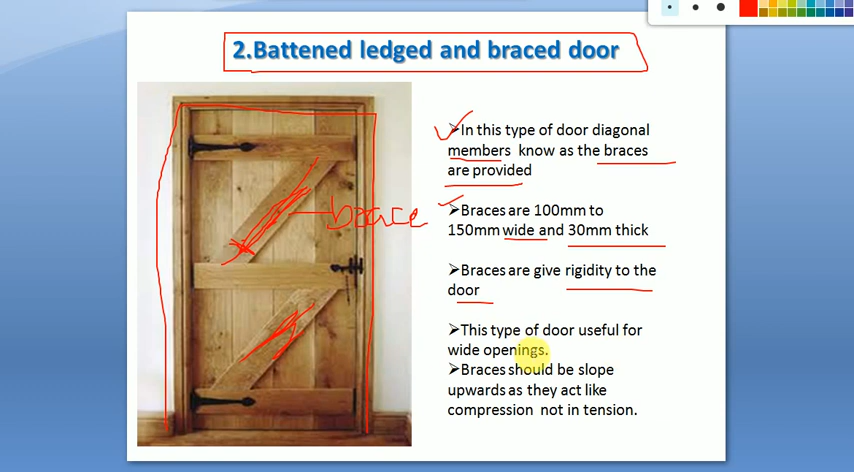 2.Battened ledged and braced door
➢In this type of door diagonal
members know as the braces
are provided
brace
➢Braces are 100mm to
150mm wide and 30mm thick
➢Braces are give rigidity to the
door
➢This type of door useful for
wide openings.
➢Braces should be slope
upwards as they act like
compression not in tension.